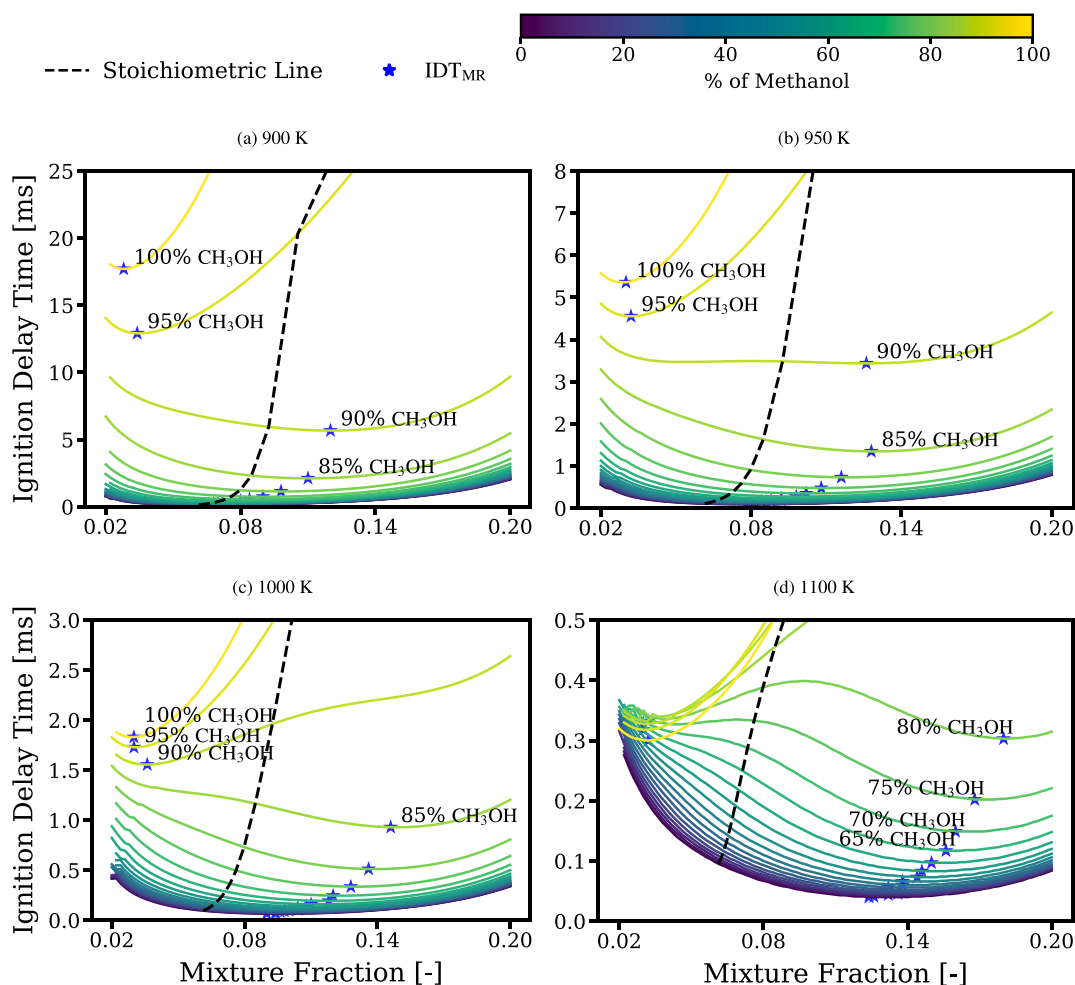 0 20 40 60 80 100
% of Methanol
Stoichiometric Line
IDT_MR
(a) 900 K
Ignition Delay Time [ms]
25
20
15
10
5
0
0.02 0.08 0.14 0.20
100% CH₃OH
95% CH₃OH
90% CH₃OH
85% CH₃OH
(b) 950 K
8
7
6
5
4
3
2
1
0
0.02 0.08 0.14 0.20
100% CH₃OH
95% CH₃OH
90% CH₃OH
85% CH₃OH
(c) 1000 K
Ignition Delay Time [ms]
3.0
2.5
2.0
1.5
1.0
0.5
0.0
0.02 0.08 0.14 0.20
Mixture Fraction [-]
100% CH₃OH
95% CH₃OH
90% CH₃OH
85% CH₃OH
(d) 1100 K
0.5
0.4
0.3
0.2
0.1
0.0
0.02 0.08 0.14 0.20
Mixture Fraction [-]
80% CH₃OH
75% CH₃OH
70% CH₃OH
65% CH₃OH